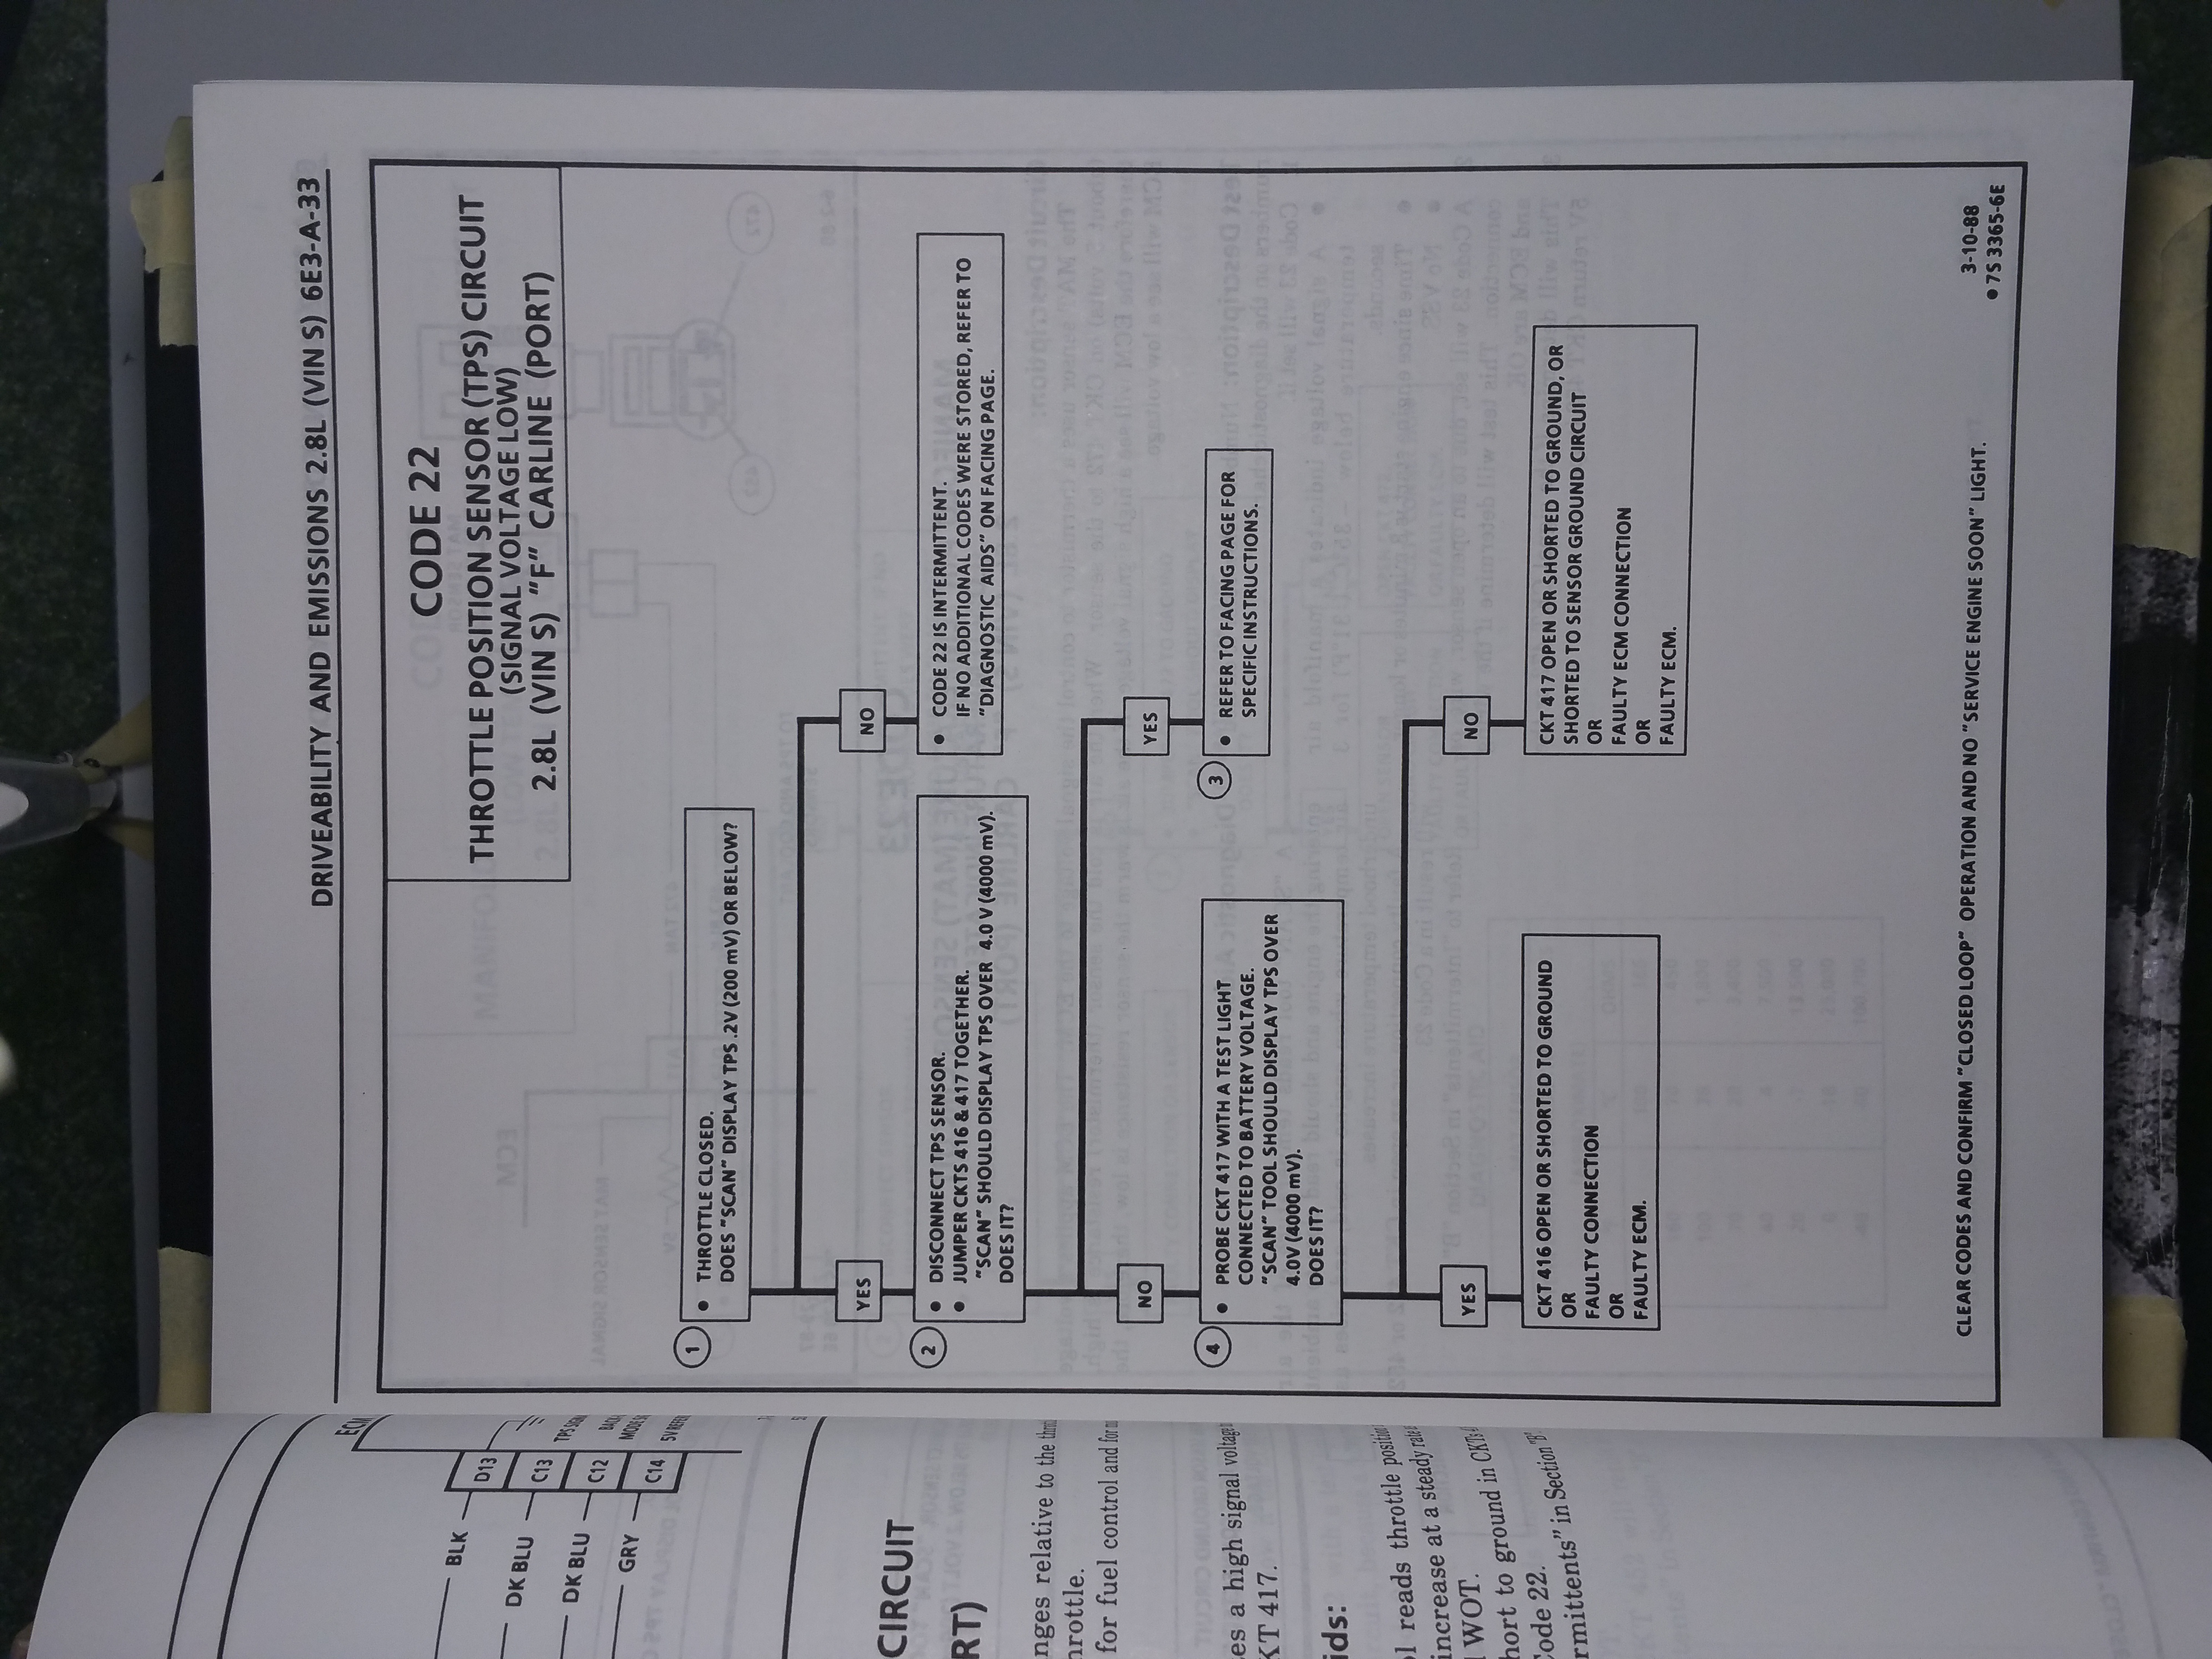 DRIVEABILITY AND EMISSIONS 2.8L (VIN S) 6E3-A-33
CODE 22
THROTTLE POSITION SENSOR (TPS) CIRCUIT
(SIGNAL VOLTAGE LOW)
2.8L (VIN S) "F" CARLINE (PORT)
1
● THROTTLE CLOSED.
DOES "SCAN" DISPLAY TPS .2V (200 mV) OR BELOW?
YES
NO
2
● DISCONNECT TPS SENSOR.
● JUMPER CKTS 416 & 417 TOGETHER.
"SCAN" SHOULD DISPLAY TPS OVER 4.0 V (4000 mV).
DOES IT?
● CODE 22 IS INTERMITTENT.
IF NO ADDITIONAL CODES WERE STORED, REFER TO
"DIAGNOSTIC AIDS" ON FACING PAGE.
NO
YES
4
● PROBE CKT 417 WITH A TEST LIGHT
CONNECTED TO BATTERY VOLTAGE.
"SCAN" TOOL SHOULD DISPLAY TPS OVER
4.0V (4000 mV).
DOES IT?
3
● REFER TO FACING PAGE FOR
SPECIFIC INSTRUCTIONS.
YES
NO
CKT 416 OPEN OR SHORTED TO GROUND
OR
FAULTY CONNECTION
OR
FAULTY ECM.
CKT 417 OPEN OR SHORTED TO GROUND, OR
SHORTED TO SENSOR GROUND CIRCUIT
OR
FAULTY ECM CONNECTION
OR
FAULTY ECM.
CLEAR CODES AND CONFIRM "CLOSED LOOP" OPERATION AND NO "SERVICE ENGINE SOON" LIGHT.
3-10-88
● 7S 3365-6E
ECM
BLK D13
DK BLU C13 TPS SIGN
DK BLU C12
GRY C14 5V REFER
CIRCUIT
RT)
nges relative to the
hrottle.
for fuel control and for
es a high signal voltage
KT 417.
ids:
ol reads throttle position
increase at a steady rate
WOT.
hort to ground in CKTs
Code 22.
ermittents" in Section "B".